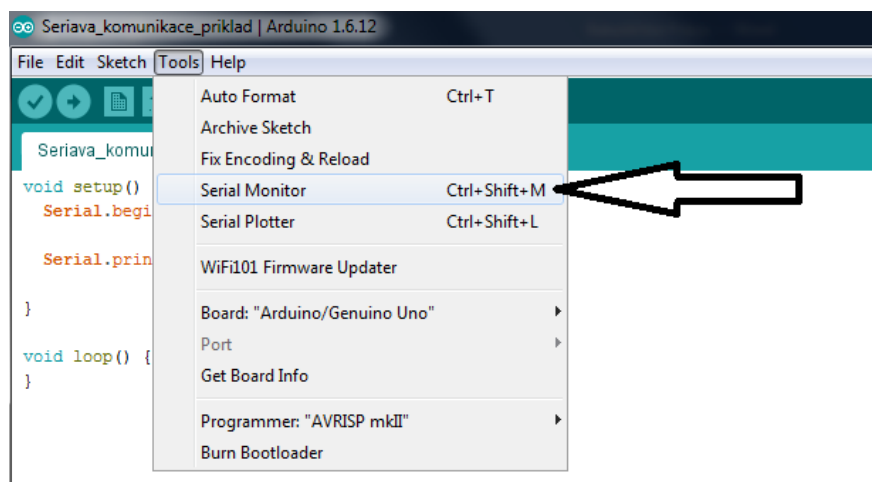 Seriava_komunikace_priklad | Arduino 1.6.12
File Edit Sketch Tools Help
Auto Format Ctrl+T
Archive Sketch
Seriava_komu
Fix Encoding & Reload
void setup()
Serial Monitor Ctrl+Shift+M
Serial.begi
Serial Plotter Ctrl+Shift+L
Serial.prin
WiFi101 Firmware Updater
}
Board: "Arduino/Genuino Uno"
Port
void loop() {
}
Get Board Info
Programmer: "AVRISP mkII"
Burn Bootloader